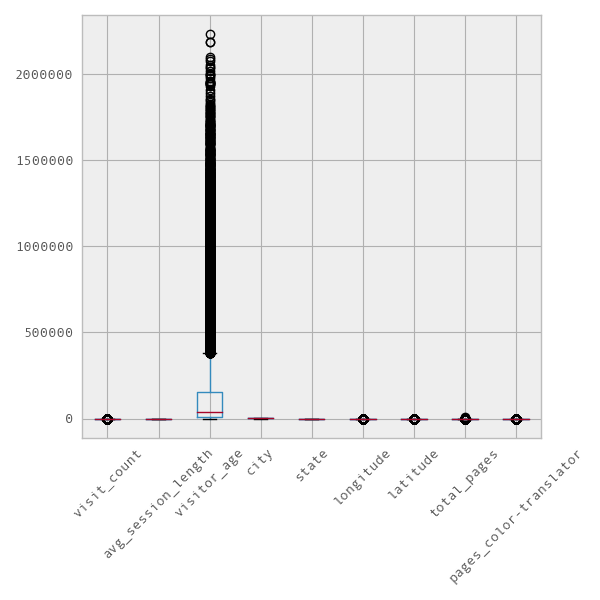 2000000
1500000
1000000
500000
0
visit_count
avg_session_length
visitor_age
city
state
longitude
latitude
total_pages
pages_color-translator